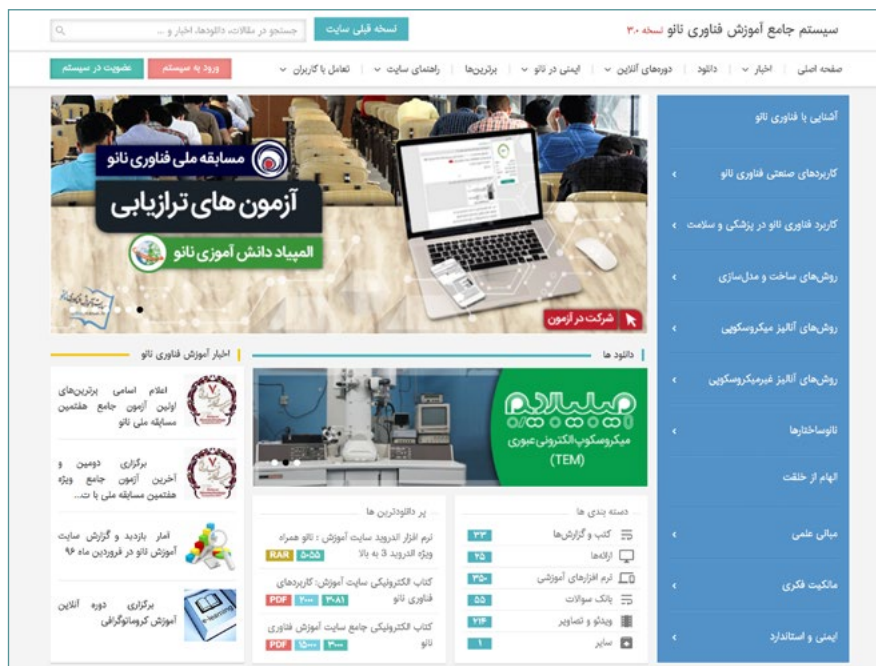 سیستم جامع آموزش فناوری نانو نسخه ۳.۰
نسخه قبلی سایت
جستجو در مقالات، دانلودها، اخبار و ...
صفحه اصلی
اخبار
دانلود
دوره‌های آنلاین
ایمنی در نانو
برترین‌ها
راهنمای سایت
تعامل با کاربران
ورود به سیستم
عضویت در سیستم
آشنایی با فناوری نانو
کاربردهای صنعتی فناوری نانو
کاربرد فناوری نانو در پزشکی و سلامت
روش‌های ساخت و مدل‌سازی
روش‌های آنالیز میکروسکوپی
روش‌های آنالیز غیرمیکروسکوپی
نانوساختارها
الهام از خلقت
مبانی علمی
مالکیت فکری
ایمنی و استاندارد
مسابقه ملی فناوری نانو
آزمون های ترازیابی
المپیاد دانش آموزی نانو
شرکت در آزمون
دانلود ها
میکروسکوپ الکترونی عبوری
(TEM)
دسته بندی ها
کتب و گزارش‌ها ۳۳
ارائه‌ها ۲۵
نرم افزارهای آموزشی ۳۵۰
بانک سوالات ۵۵
ویدئو و تصاویر ۲۱۴
سایر ۱
پر دانلودترین ها
نرم افزار اندروید سایت آموزش : نانو همراه
ویژه اندروید 3 به بالا ۵۰۵۵ RAR
کتاب الکترونیکی سایت آموزش: کاربردهای
فناوری نانو ۳۰۸۱ ۲۰۰۰ PDF
کتاب الکترونیکی جامع سایت آموزش فناوری
نانو ۳۰۰۰ ۱۵۰۰۰ PDF
اخبار آموزش فناوری نانو
اعلام اسامی برترین‌های
اولین آزمون جامع هفتمین
مسابقه ملی نانو
برگزاری دومین و
آخرین آزمون جامع ویژه
هفتمین مسابقه ملی با ت...
آمار بازدید و گزارش سایت
آموزش نانو در فروردین ماه ۹۶
برگزاری دوره آنلاین
آموزش کروماتوگرافی
e-learning